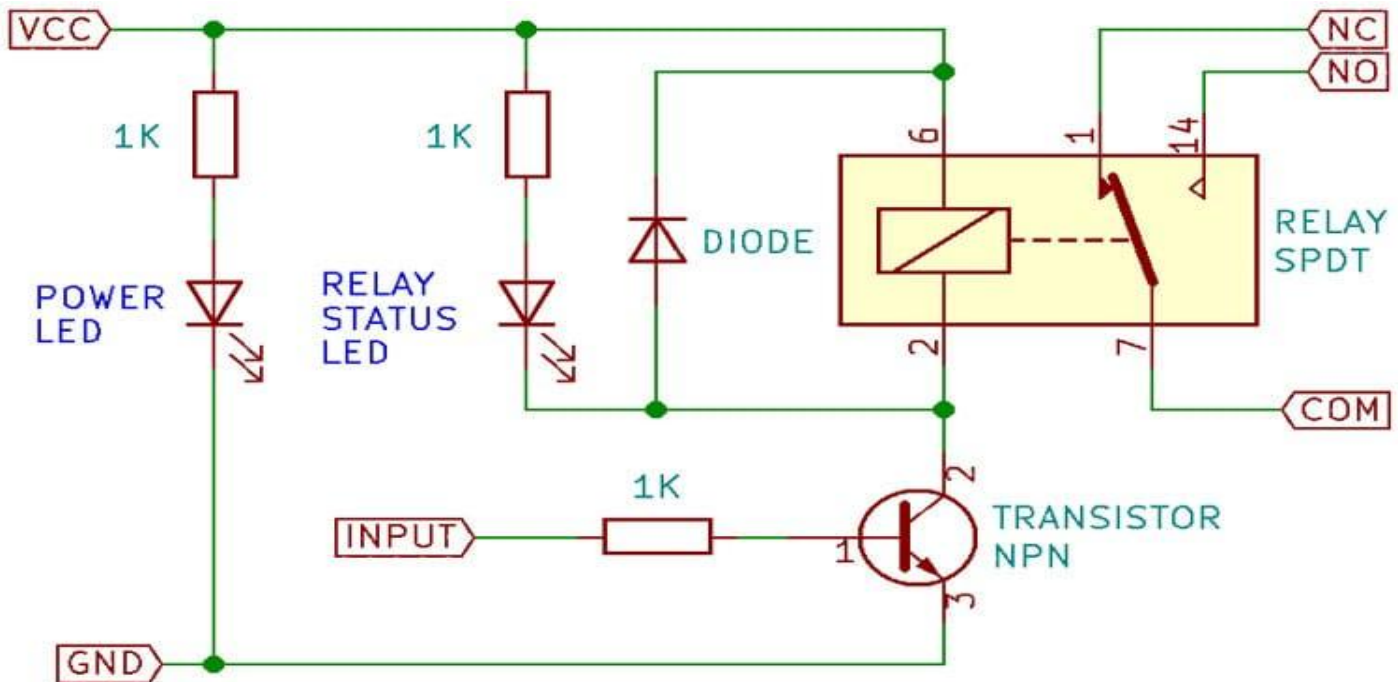 VCC
NC
NO
1K
1K
6
1
14
DIODE
RELAY
SPDT
POWER
LED
RELAY
STATUS
LED
2
7
COM
1K
2
INPUT
1
TRANSISTOR
NPN
3
GND